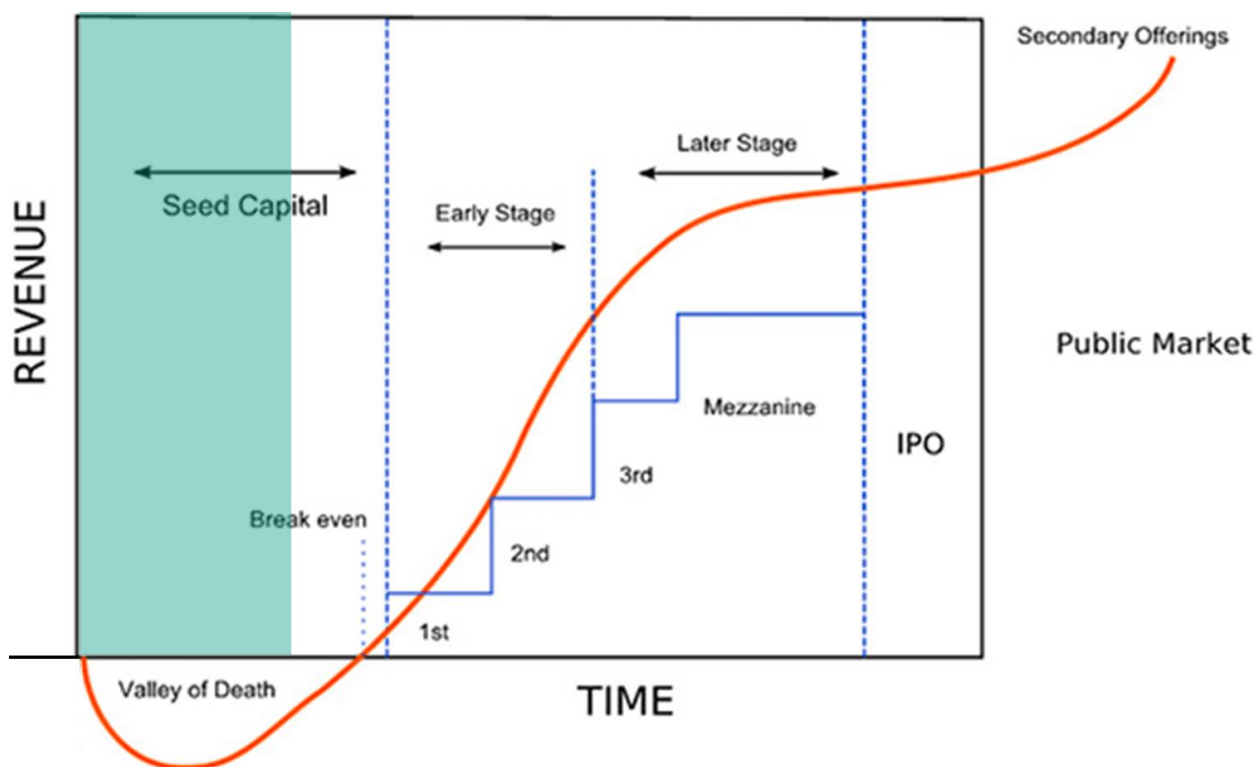 Secondary Offerings
Later Stage
Seed Capital
Early Stage
REVENUE
Public Market
Mezzanine
IPO
3rd
Break even
2nd
1st
Valley of Death
TIME